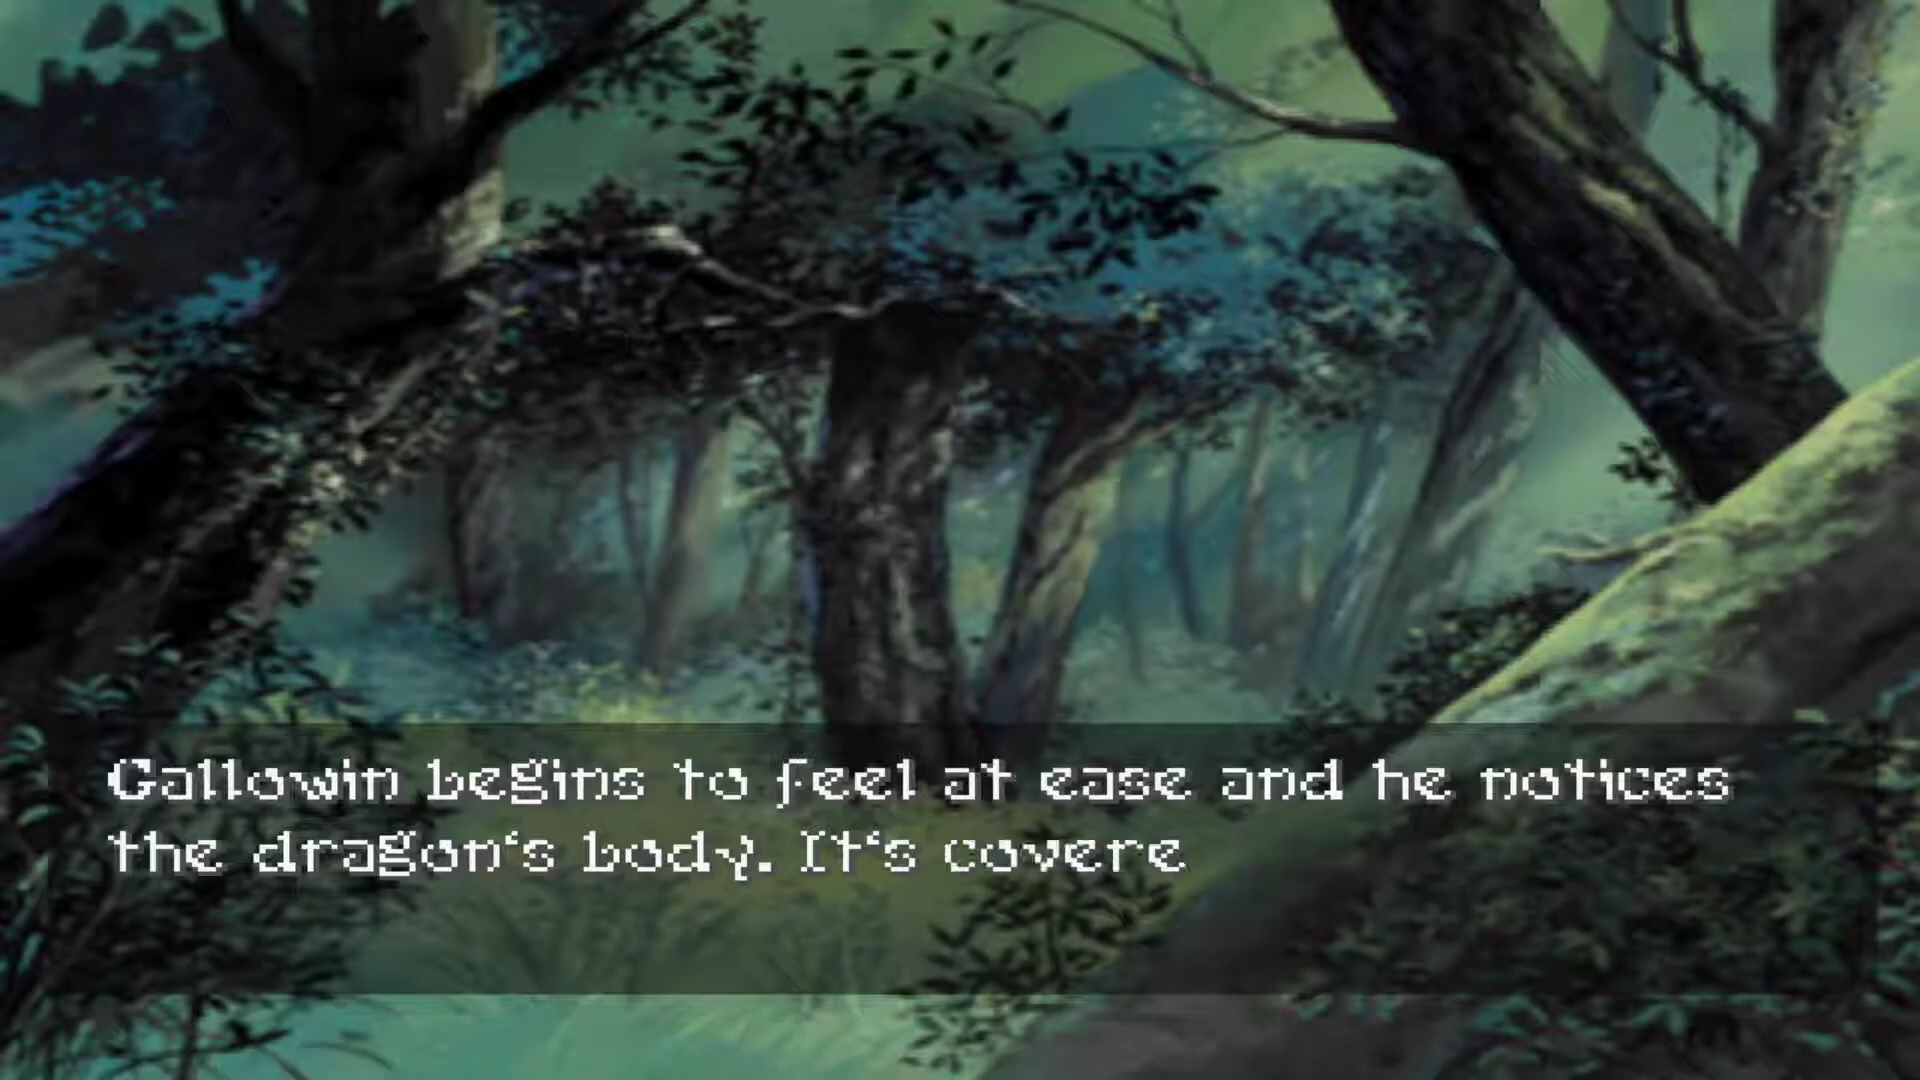 Gallowin begins to feel at ease and he notices
the dragon's body. It's covere